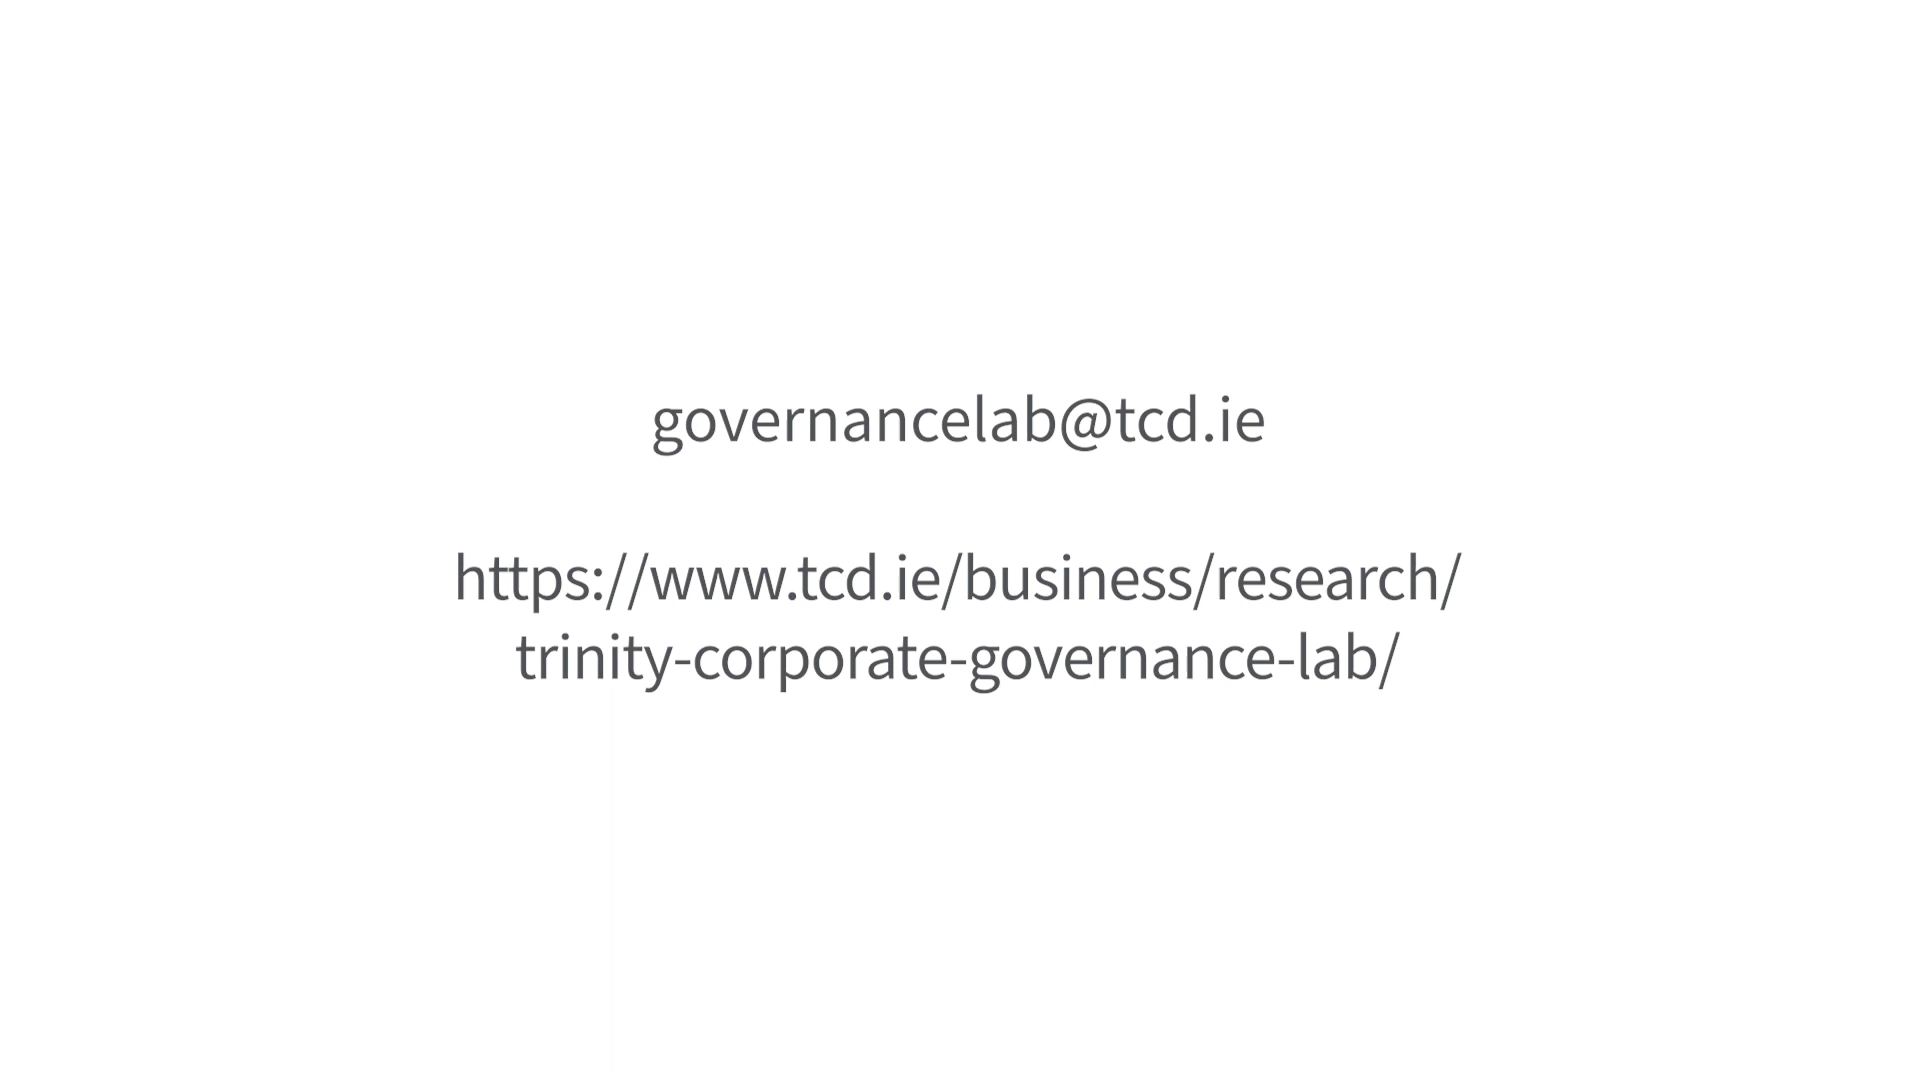 governancelab@tcd.ie
https://www.tcd.ie/business/research/
trinity-corporate-governance-lab/